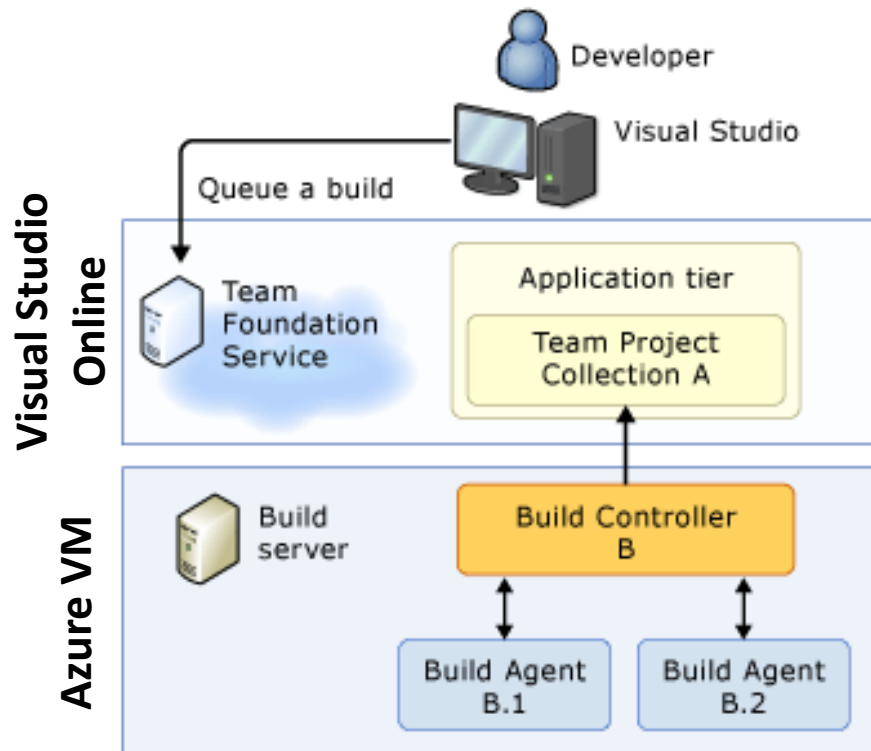 Developer
Visual Studio
Queue a build
Visual Studio
Online
Team
Foundation
Service
Application tier
Team Project
Collection A
Azure VM
Build
server
Build Controller
B
Build Agent
B.1
Build Agent
B.2